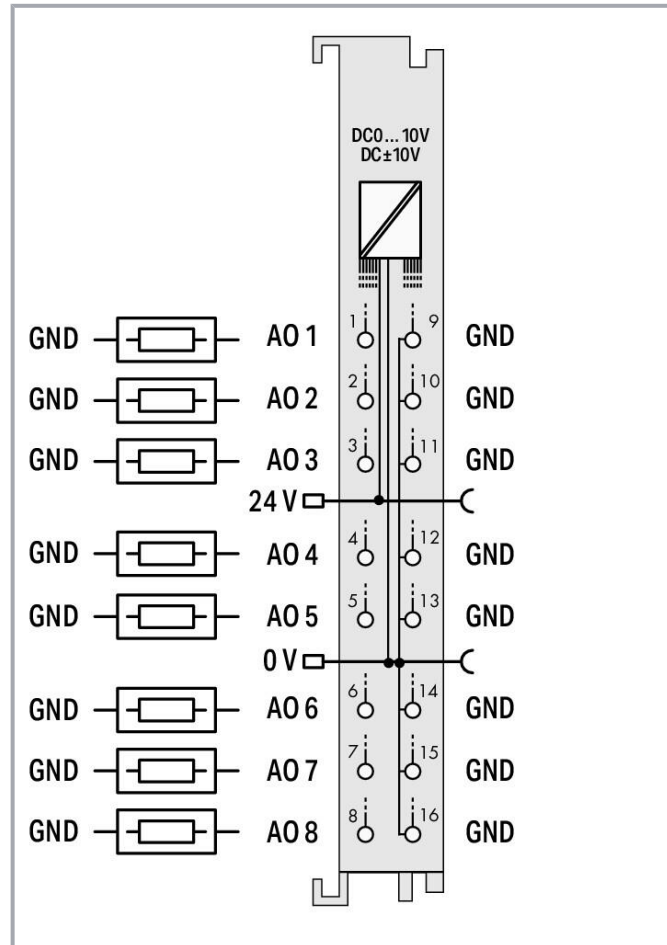 DC0...10V
DC±10V
GND AO 1 1 9 GND
GND AO 2 2 10 GND
GND AO 3 3 11 GND
24 V
GND AO 4 4 12 GND
GND AO 5 5 13 GND
0 V
GND AO 6 6 14 GND
GND AO 7 7 15 GND
GND AO 8 8 16 GND